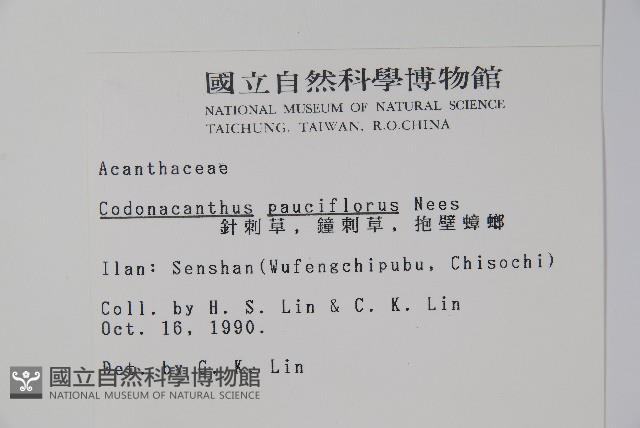 國立自然科學博物館
NATIONAL MUSEUM OF NATURAL SCIENCE
TAICHUNG, TAIWAN, R.O.CHINA
Acanthaceae
Codonacanthus pauciflorus Nees
針刺草, 鐘刺草, 抱壁蟑螂
Ilan: Senshan(Wufengchipubu, Chisochi)
Coll. by H. S. Lin & C. K. Lin
Oct. 16, 1990.
Det. by C. K. Lin
國立自然科學博物館
NATIONAL MUSEUM OF NATURAL SCIENCE